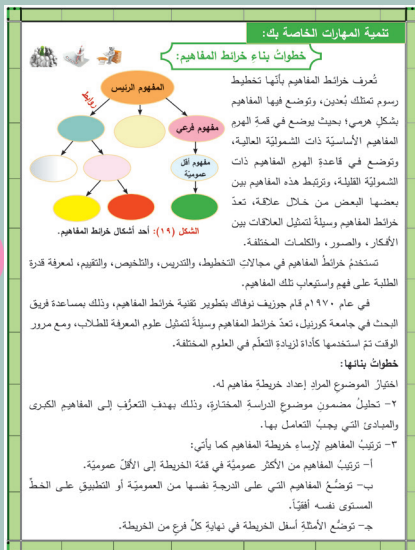 تنمية المهارات الخاصة بك:
خطواتُ بناءِ خرائط المفاهيم:
تُعرف خرائط المفاهيم بأنّها تخطيط
رسوم تمتلك بُعدين، وتوضع فيها المفاهيم
بشكلٍ هرمي؛ بحيث يوضع في قمةِ الهرمِ
المفاهيم الأساسيّة ذات الشموليّة العالية،
وتوضع في قاعدةِ الهرمِ المفاهيم ذات
الشموليّة القليلة، وترتبط هذه المفاهيم بين
بعضها البعض من خلال علاقة، تعدّ
خرائط المفاهيم وسيلةً لتمثيل العلاقات بين
الأفكار، والصور، والكلمات المختلفة.
المفهوم الرئيس
روابط
مفهوم فرعي
مفهوم أقل
عموميّة
الشكل (١٩): أحد أشكال خرائط المفاهيم.
تستخدمُ خرائطُ المفاهيم في مجالاتِ التخطيط، والتدريس، والتلخيص، والتقييم، لمعرفة قدرة
الطلبة على فهم واستيعاب تلك المفاهيم.
في عام ١٩٧٠م قام جوزيف نوفاك بتطوير تقنية خرائط المفاهيم، وذلك بمساعدة فريق
البحث في جامعة كورنيل، تعدّ خرائط المفاهيم وسيلةً لتمثيل علوم المعرفة للطلاب، ومع مرور
الوقت تمّ استخدمها كأداة لزيادةِ التعلّم في العلوم المختلفة.
خطواتُ بنائها:
اختيارُ الموضوعِ المرادِ إعداد خريطةِ مفاهيم له.
٢- تحليلُ مضمونِ موضوعِ الدراسةِ المختارةِ، وذلك بهدفِ التعرُّفِ إلى المفاهيمِ الكبرى
والمبادئ التي يجبُ التعاملُ بها.
٣- ترتيبُ المفاهيمِ لإرساءِ خريطة المفاهيم كما يأتي:
أ- ترتيبُ المفاهيم من الأكثر عموميّة في قمّة الخريطة إلى الأقلّ عموميّة.
ب- توضّعُ المفاهيم التي على الدرجةِ نفسها من العموميّة أو التطبيق على الخطّ
المستوى نفسه أفقيّاً.
جـ- توضّع الأمثلةِ أسفل الخريطة في نهايةِ كلّ فرعٍ من الخريطة.